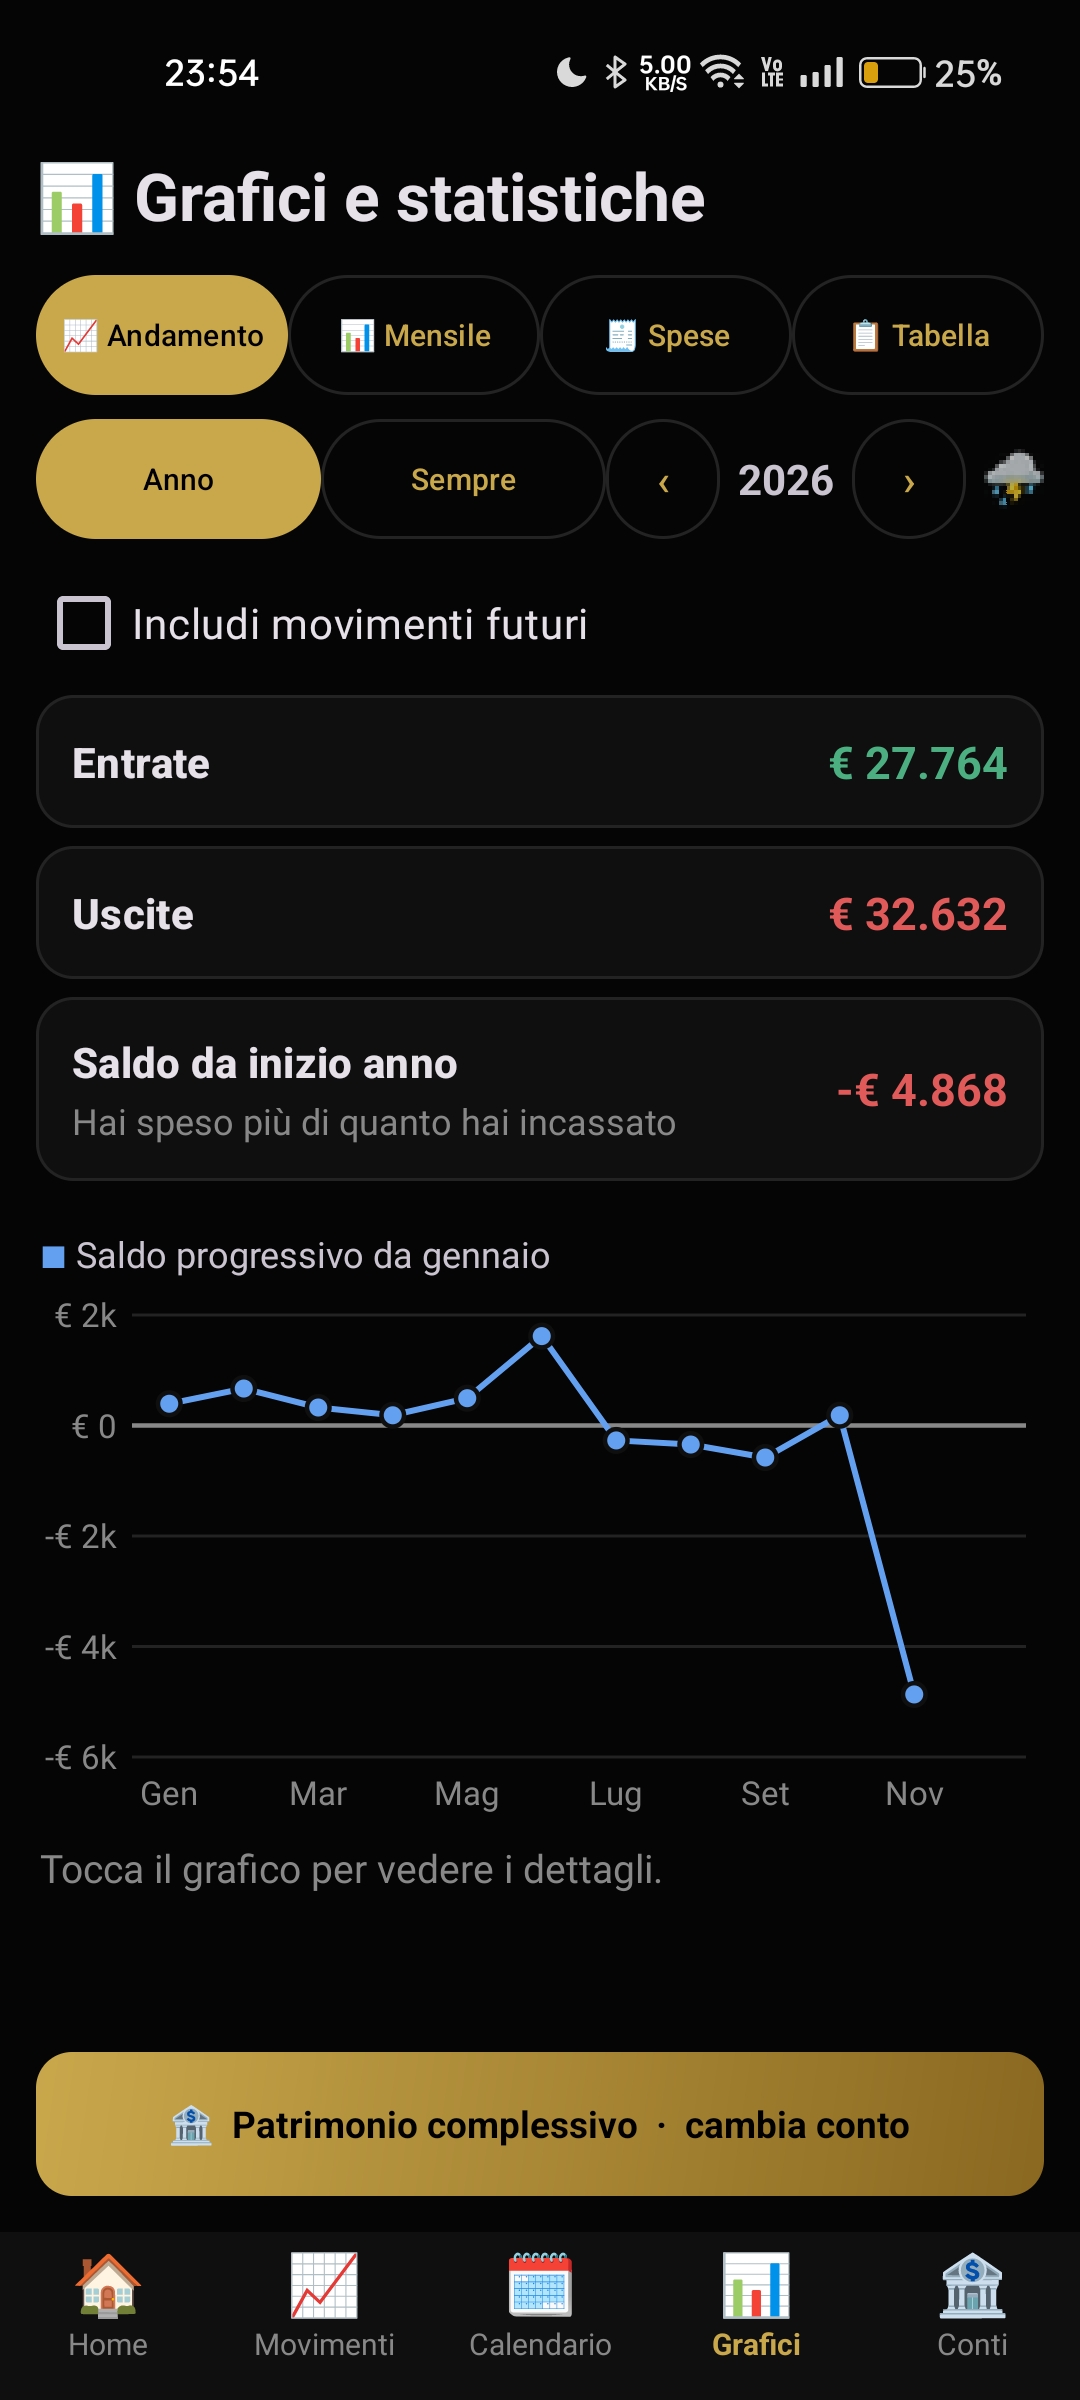 23:54 5.00 KB/S Vo LTE 25%
Grafici e statistiche
Andamento Mensile Spese Tabella
Anno Sempre ‹ 2026 ›
Includi movimenti futuri
Entrate € 27.764
Uscite € 32.632
Saldo da inizio anno -€ 4.868
Hai speso più di quanto hai incassato
Saldo progressivo da gennaio
€ 2k
€ 0
-€ 2k
-€ 4k
-€ 6k
Gen Mar Mag Lug Set Nov
Tocca il grafico per vedere i dettagli.
Patrimonio complessivo · cambia conto
Home Movimenti Calendario Grafici Conti